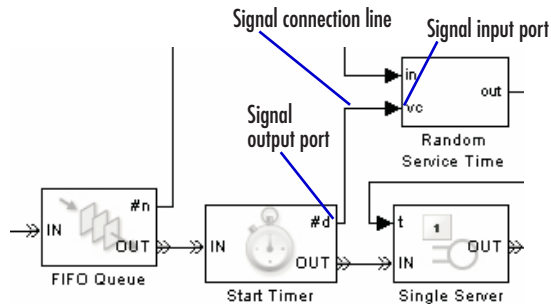 Signal connection line
Signal input port
in
out
vc
Random
Service Time
Signal
output port
#n
IN
OUT
FIFO Queue
#d
IN
OUT
Start Timer
t
1
IN
OUT
Single Server